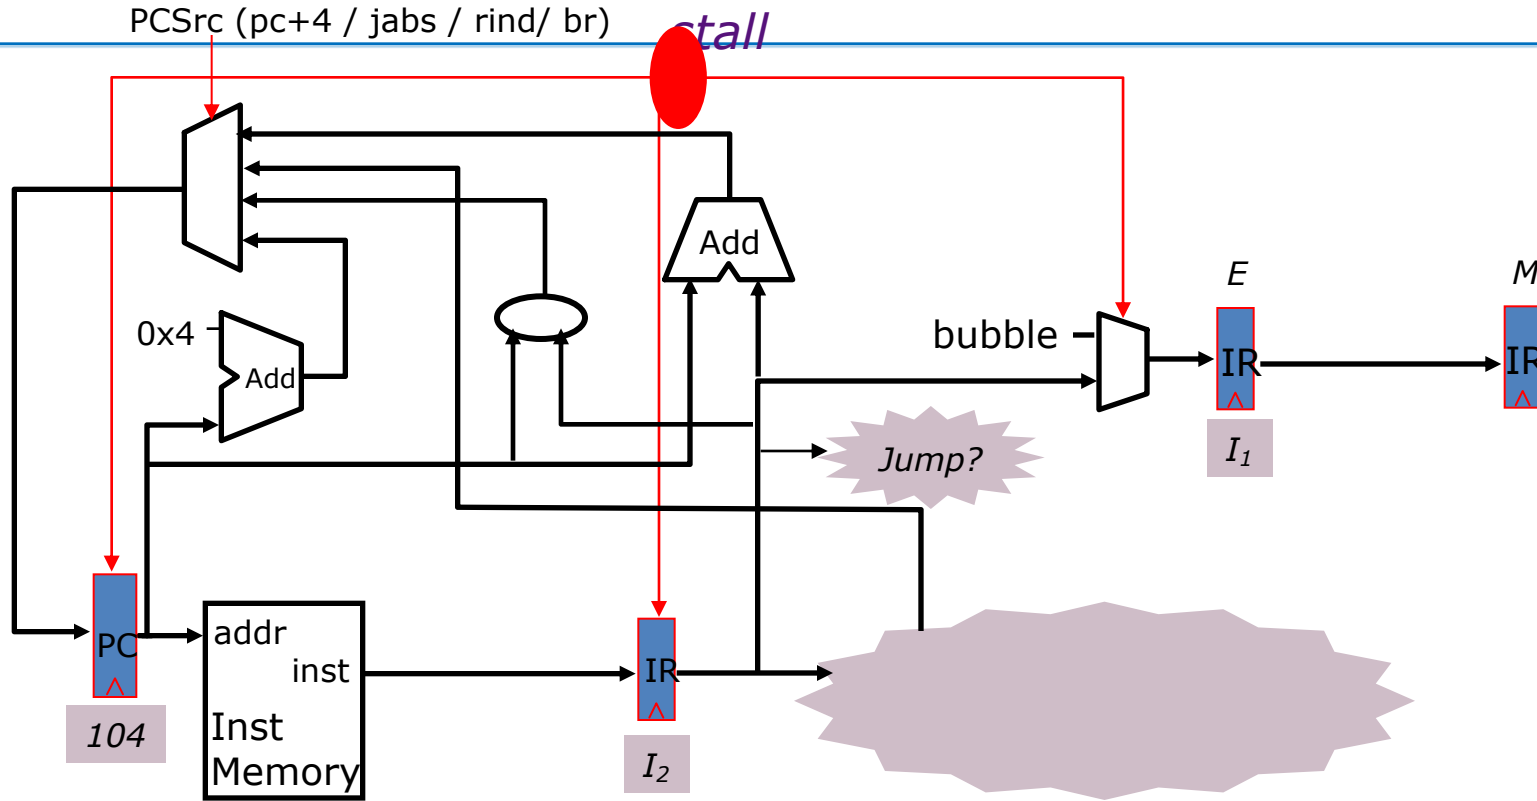 PCSrc (pc+4 / jabs / rind/ br)
stall
Add
0x4
Add
bubble
E
M
IR
IR
I1
Jump?
PC
addr
inst
Inst
Memory
IR
104
I2